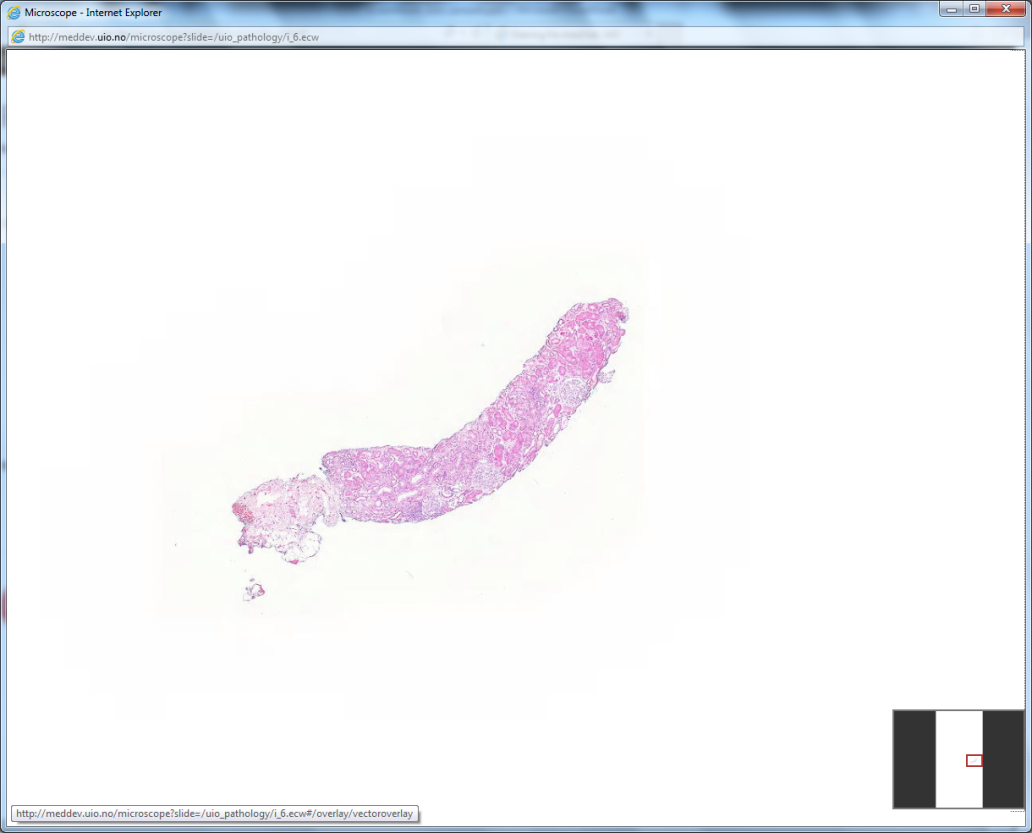 Microscope - Internet Explorer
http://meddev.uio.no/microscope?slide=/uio_pathology/i_6.ecw
http://meddev.uio.no/microscope?slide=/uio_pathology/i_6.ecw#/overlay/vectoroverlay